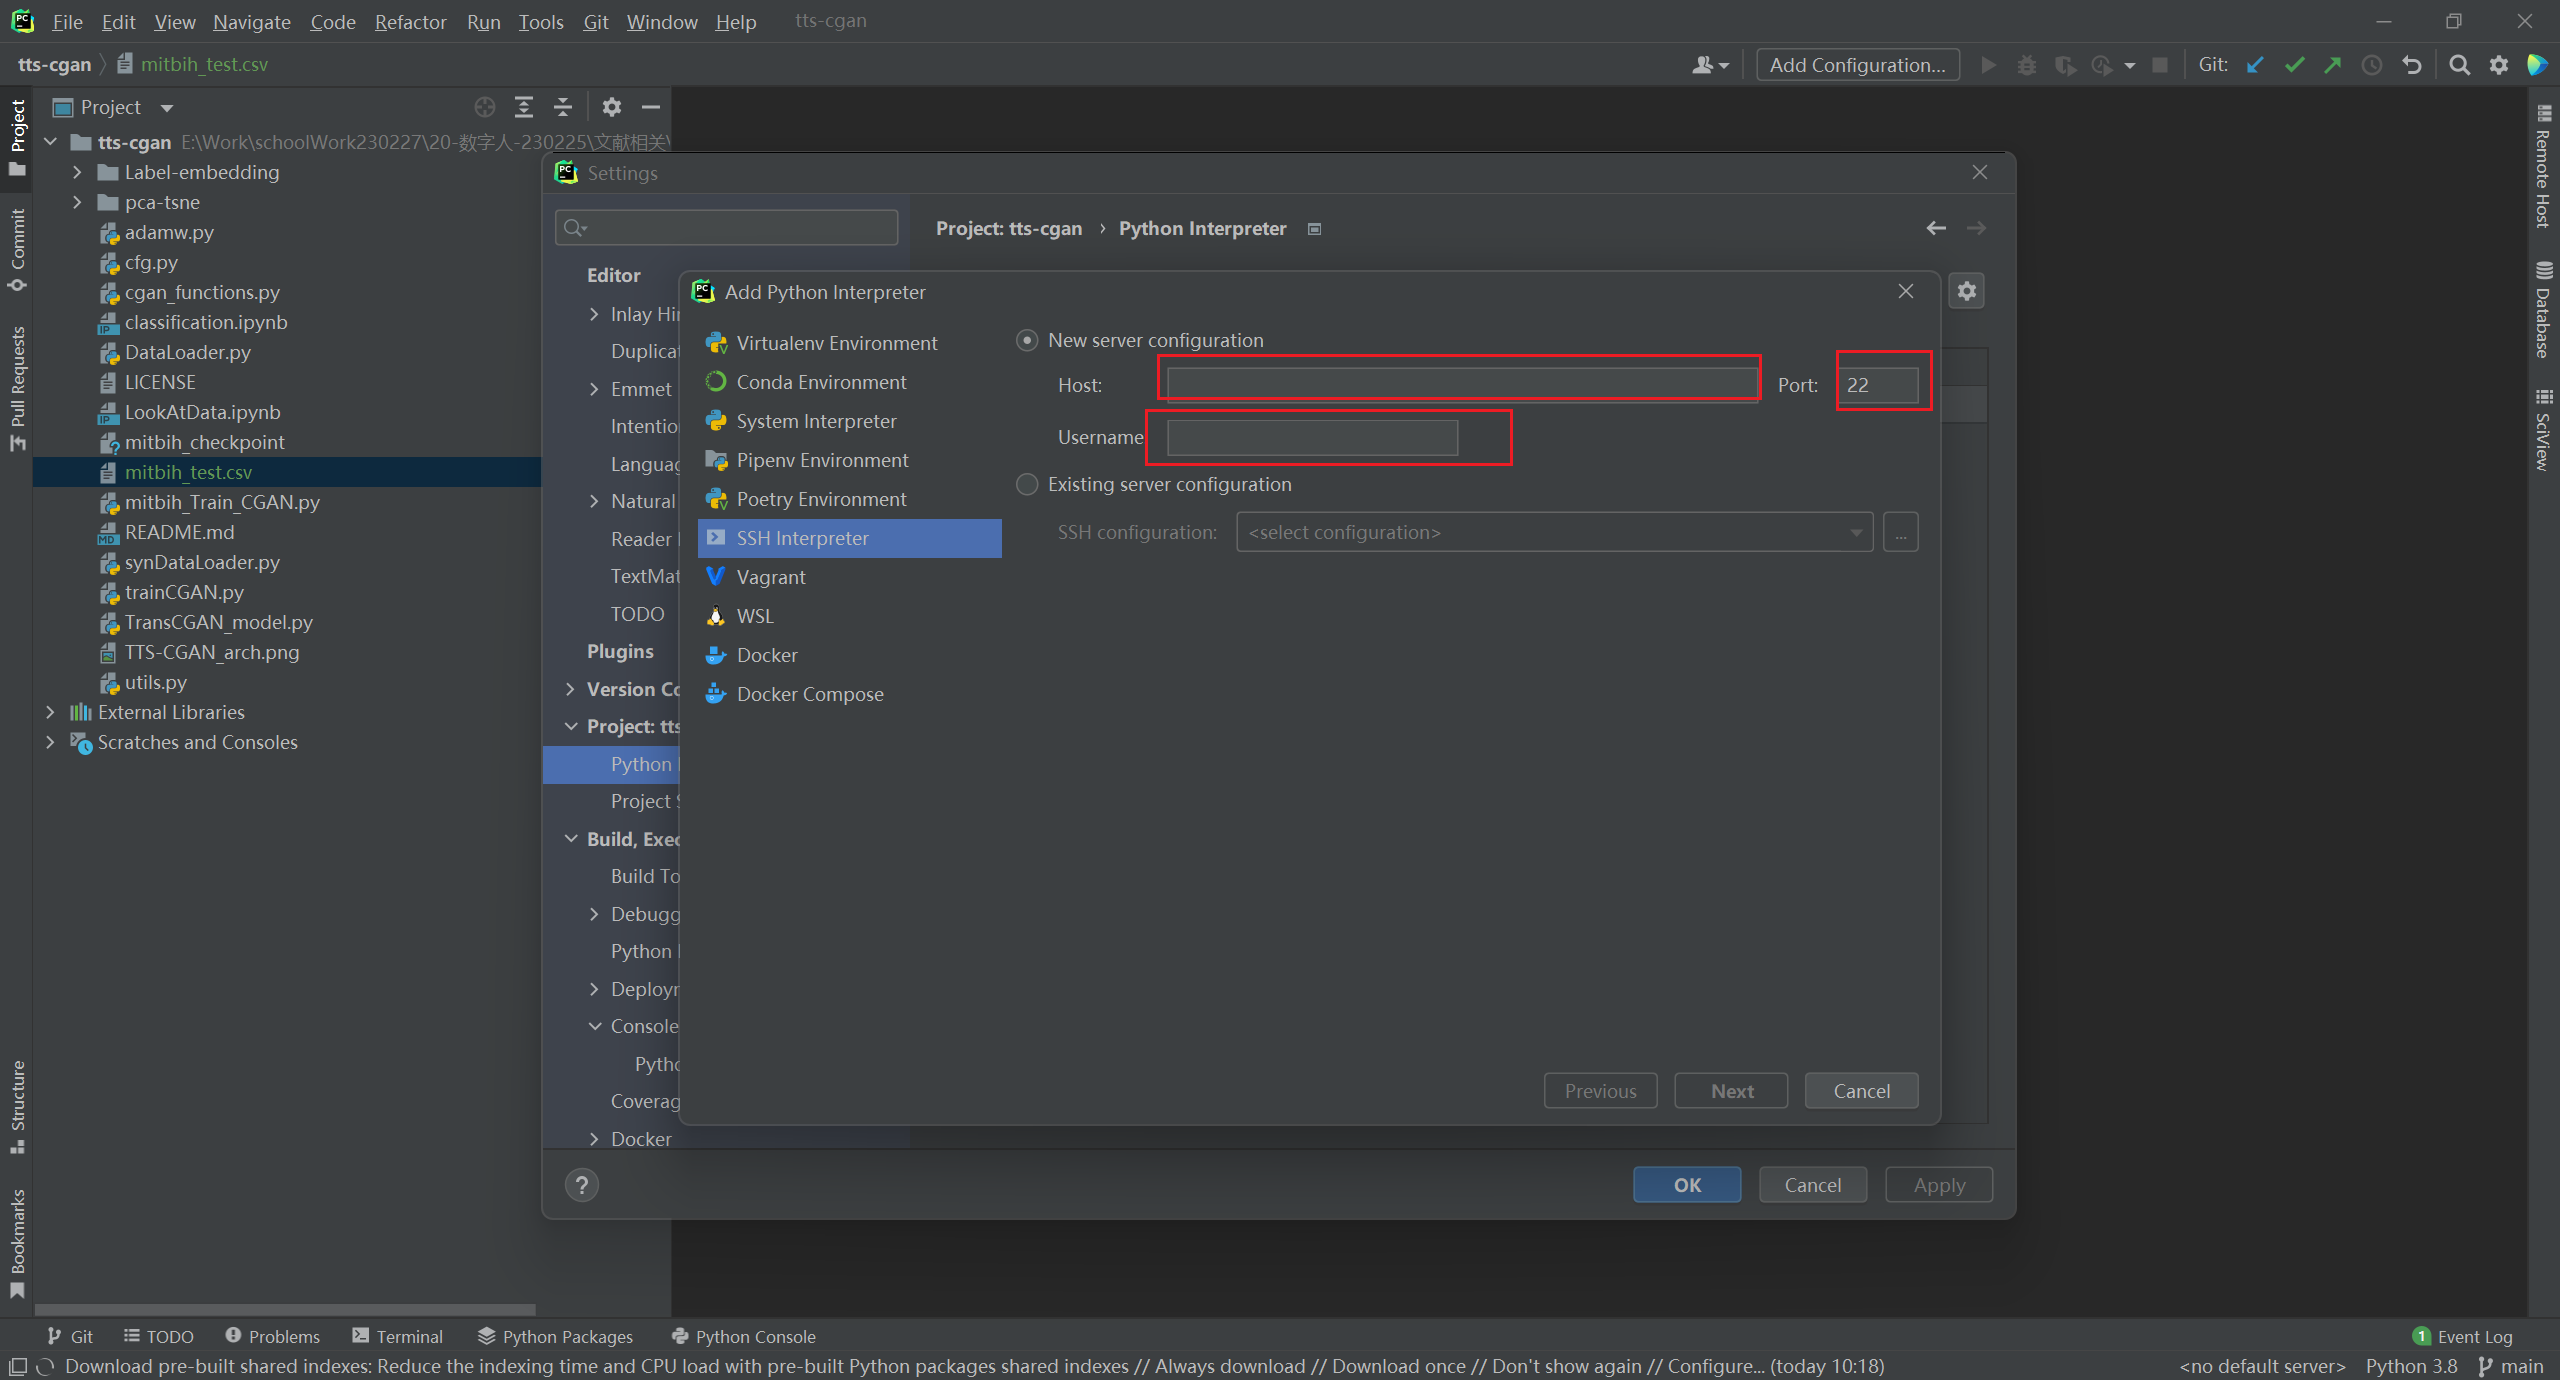 File Edit View Navigate Code Refactor Run Tools Git Window Help tts-cgan
tts-cgan mitbih_test.csv Add Configuration... Git:
Project
tts-cgan E:\Work\schoolWork230227\20-数字人-230225\文献相关\
Label-embedding
pca-tsne
adamw.py
cfg.py
cgan_functions.py
classification.ipynb
DataLoader.py
LICENSE
LookAtData.ipynb
mitbih_checkpoint
mitbih_test.csv
mitbih_Train_CGAN.py
README.md
synDataLoader.py
trainCGAN.py
TransCGAN_model.py
TTS-CGAN_arch.png
utils.py
External Libraries
Scratches and Consoles
Project
Commit
Pull Requests
Structure
Bookmarks
Settings
Project: tts-cgan › Python Interpreter
Editor
Inlay Hi
Duplica
Emmet
Intentio
Languag
Natural
Reader
TextMat
TODO
Plugins
Version Co
Project: tts
Python
Project S
Build, Exec
Build To
Debugg
Python
Deployr
Console
Pytho
Coverag
Docker
Add Python Interpreter
Virtualenv Environment
Conda Environment
System Interpreter
Pipenv Environment
Poetry Environment
SSH Interpreter
Vagrant
WSL
Docker
Docker Compose
New server configuration
Host: Port: 22
Username
Existing server configuration
SSH configuration: <select configuration> ...
Previous Next Cancel
? OK Cancel Apply
Remote Host
Database
SciView
Git TODO Problems Terminal Python Packages Python Console 1 Event Log
Download pre-built shared indexes: Reduce the indexing time and CPU load with pre-built Python packages shared indexes // Always download // Download once // Don't show again // Configure... (today 10:18) <no default server> Python 3.8 main